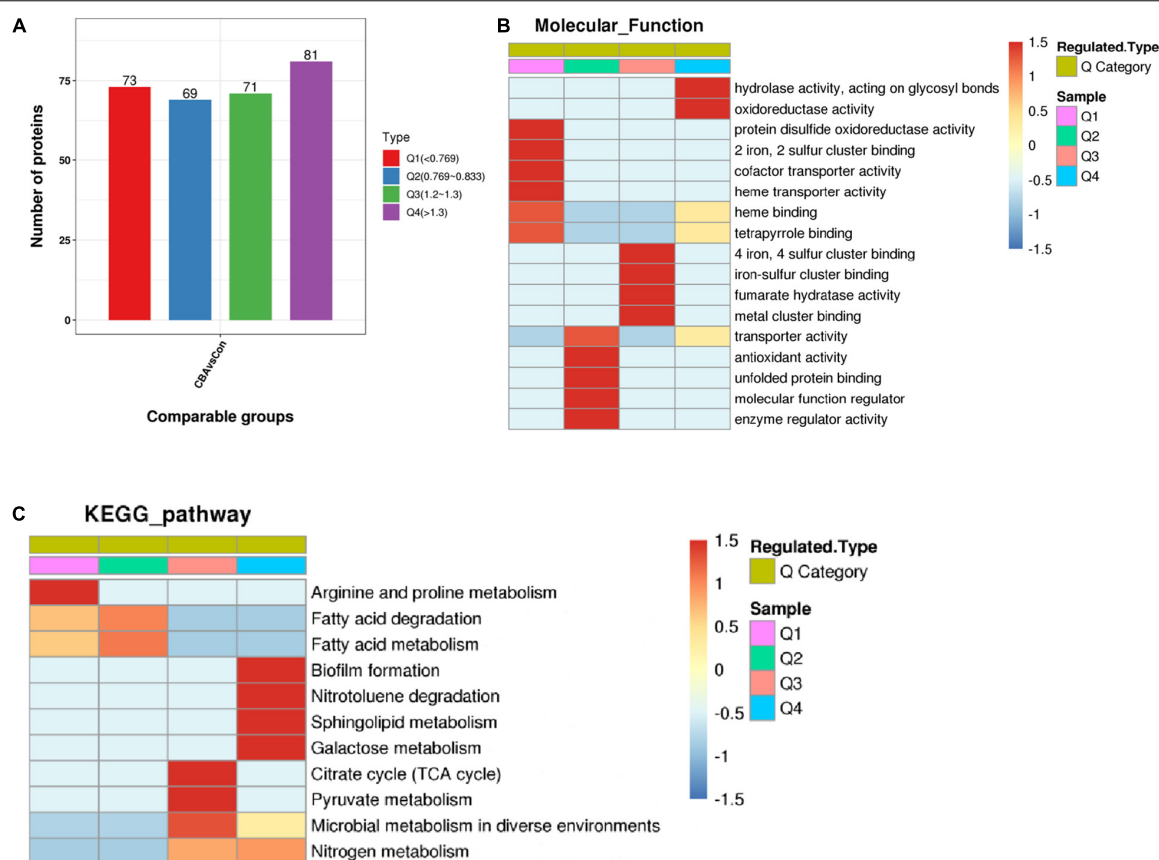 A
73
69
71
81
75
50
25
0
Number of proteins
CBAvsCon
Comparable groups
Type
Q1(<0.769)
Q2(0.769~0.833)
Q3(1.2~1.3)
Q4(>1.3)
B
Molecular_Function
hydrolase activity, acting on glycosyl bonds
oxidoreductase activity
protein disulfide oxidoreductase activity
2 iron, 2 sulfur cluster binding
cofactor transporter activity
heme transporter activity
heme binding
tetrapyrrole binding
4 iron, 4 sulfur cluster binding
iron-sulfur cluster binding
fumarate hydratase activity
metal cluster binding
transporter activity
antioxidant activity
unfolded protein binding
molecular function regulator
enzyme regulator activity
1.5
1
0.5
0
-0.5
-1
-1.5
Regulated.Type
Q Category
Sample
Q1
Q2
Q3
Q4
C
KEGG_pathway
Arginine and proline metabolism
Fatty acid degradation
Fatty acid metabolism
Biofilm formation
Nitrotoluene degradation
Sphingolipid metabolism
Galactose metabolism
Citrate cycle (TCA cycle)
Pyruvate metabolism
Microbial metabolism in diverse environments
Nitrogen metabolism
1.5
1
0.5
0
-0.5
-1
-1.5
Regulated.Type
Q Category
Sample
Q1
Q2
Q3
Q4